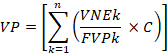 VP = [∑_{k=1}^{n} (VNEk / FVPk × C)]